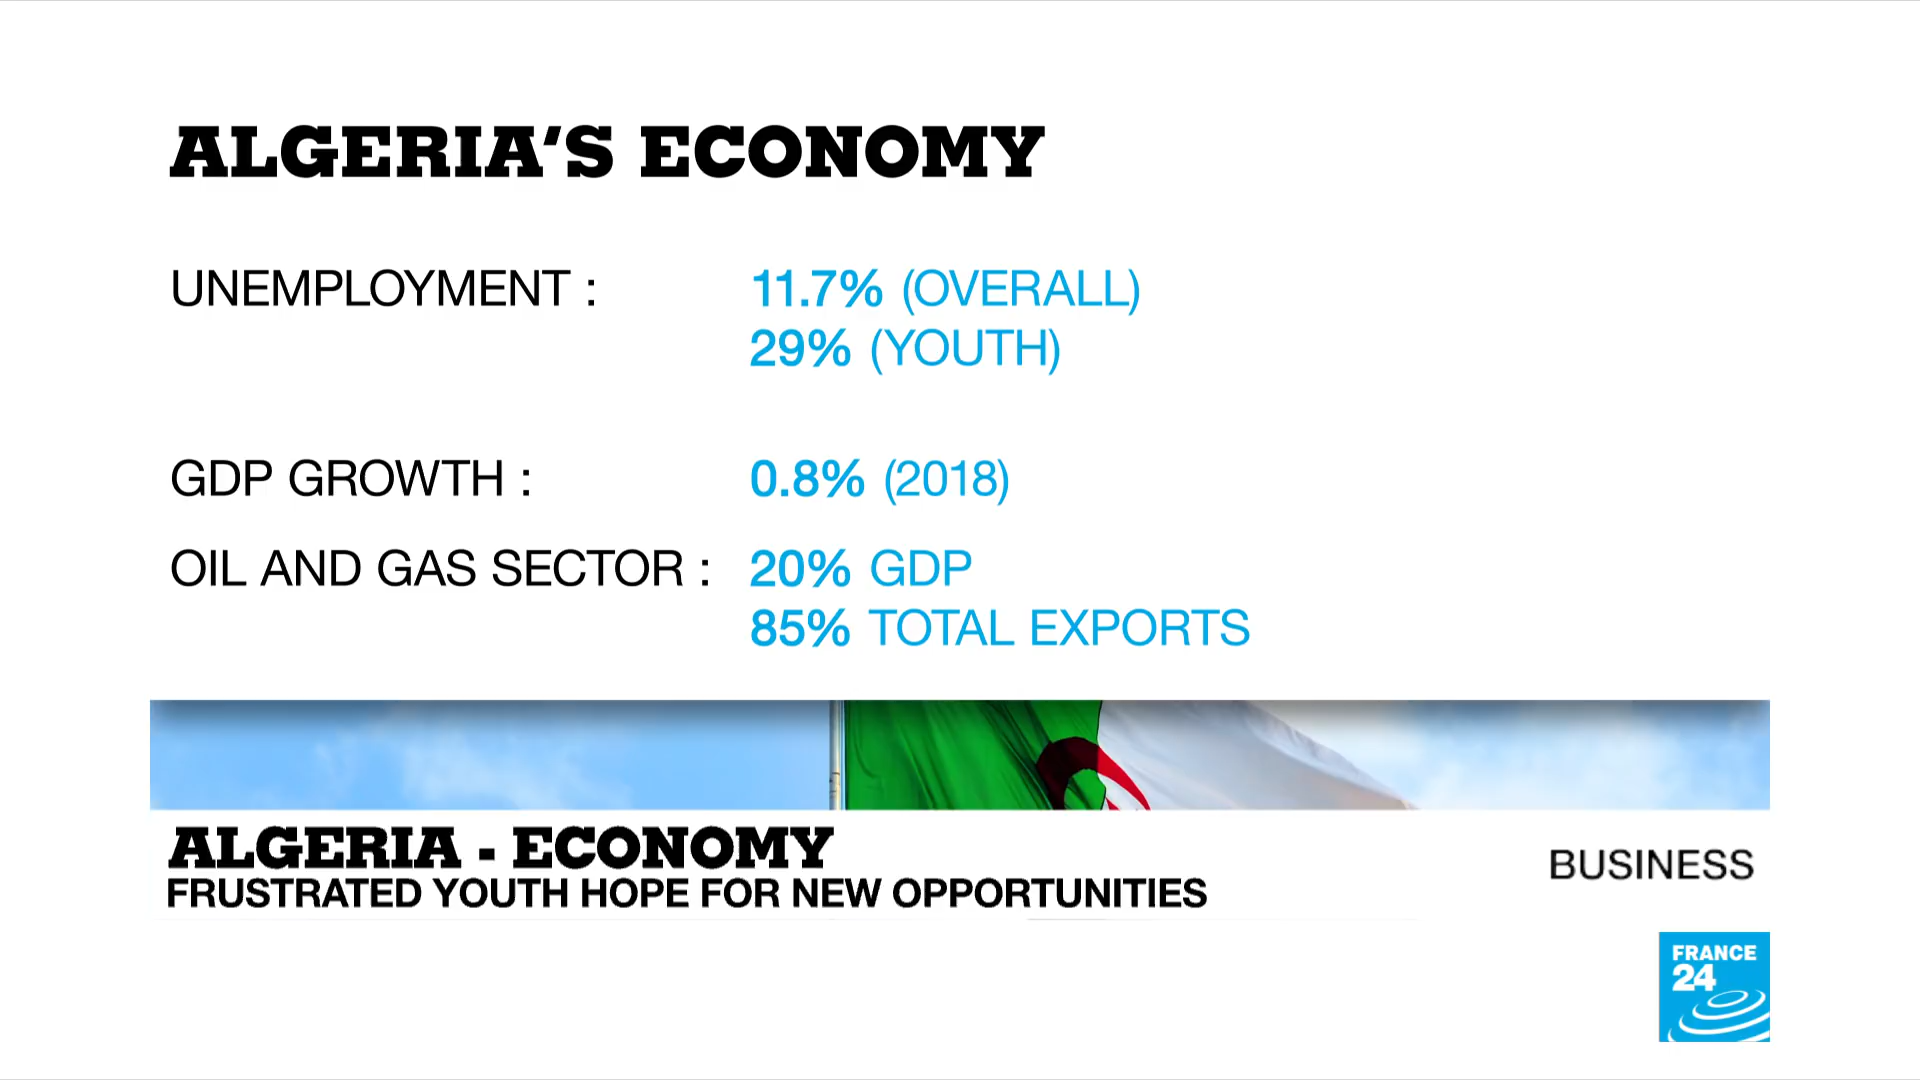 ALGERIA'S ECONOMY
UNEMPLOYMENT : 11.7% (OVERALL)
29% (YOUTH)
GDP GROWTH : 0.8% (2018)
OIL AND GAS SECTOR : 20% GDP
85% TOTAL EXPORTS
ALGERIA - ECONOMY
FRUSTRATED YOUTH HOPE FOR NEW OPPORTUNITIES
BUSINESS
FRANCE
24